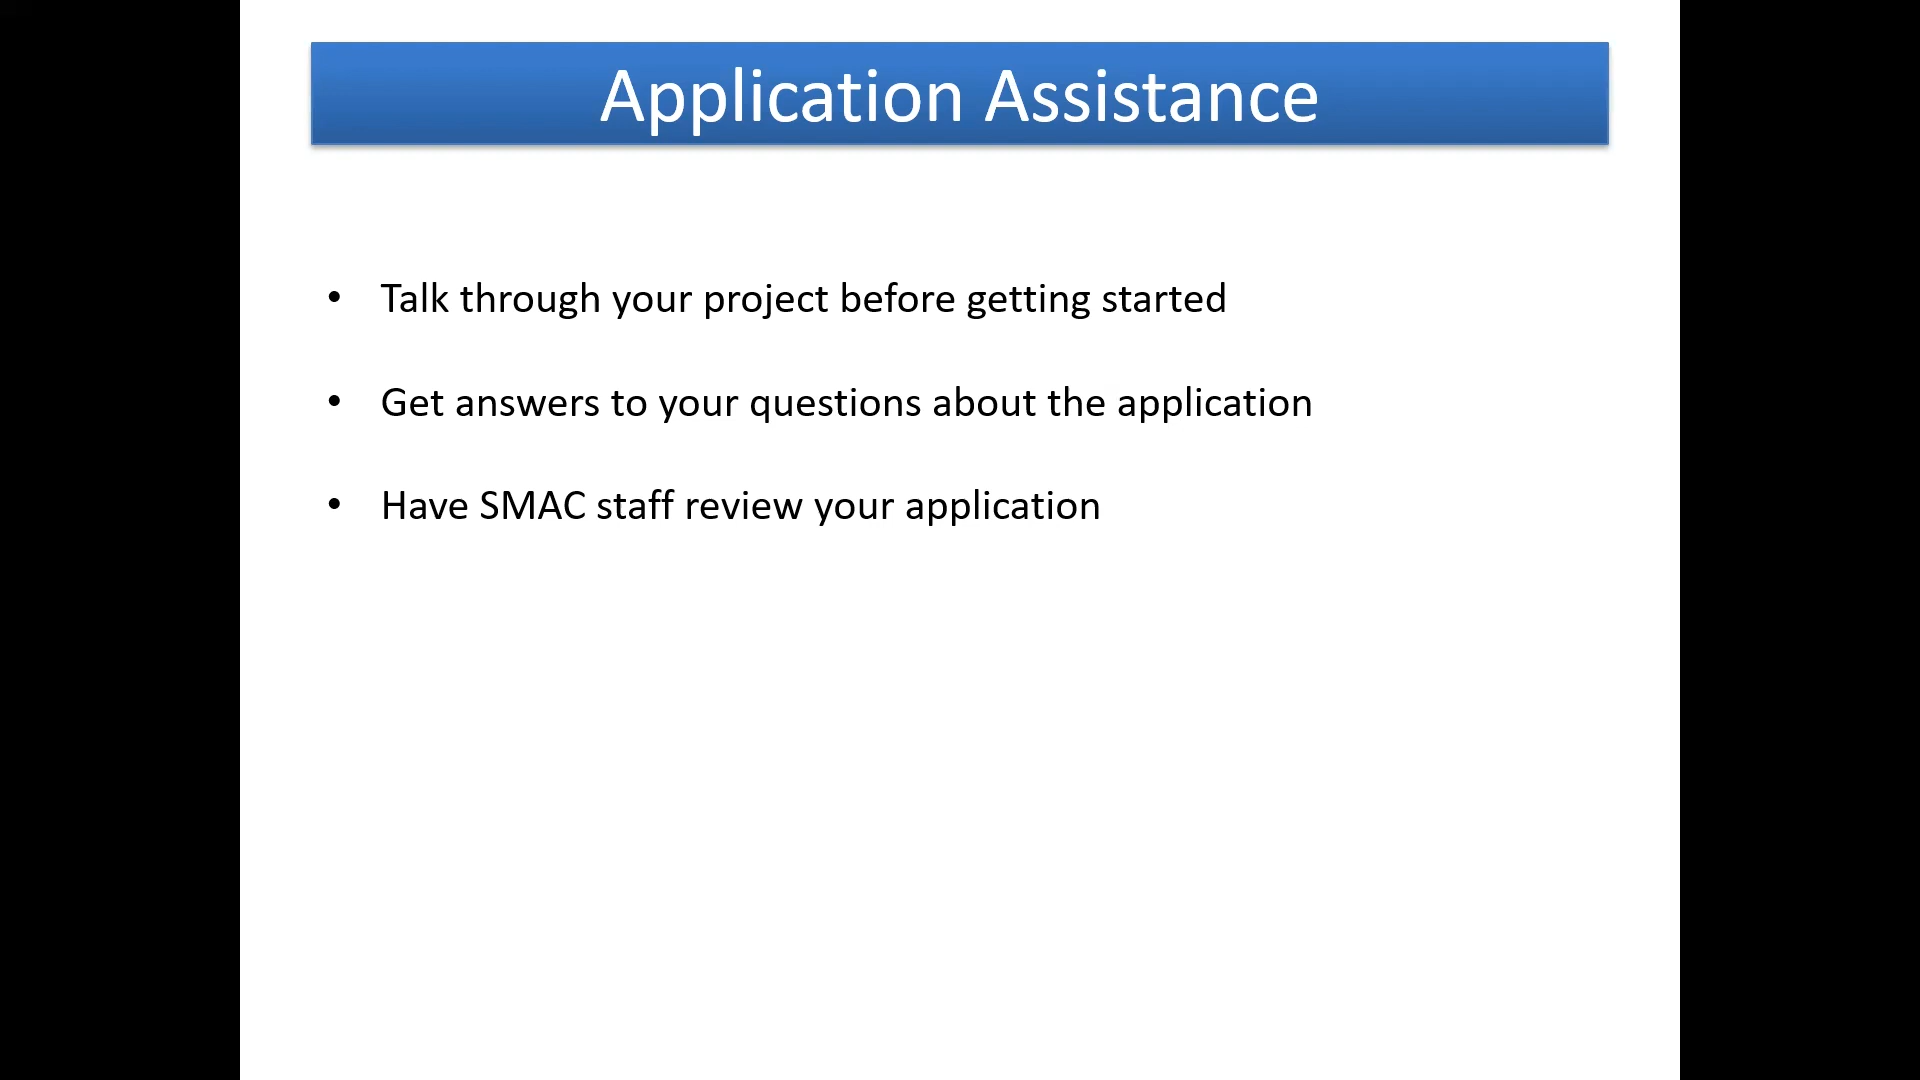 Application Assistance
• Talk through your project before getting started
• Get answers to your questions about the application
• Have SMAC staff review your application